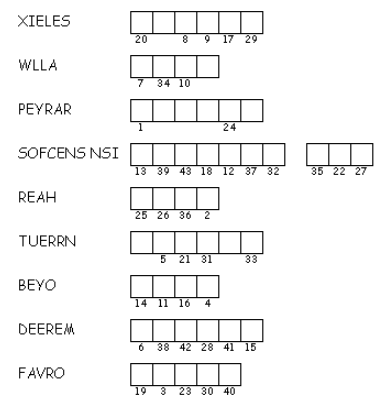 XIELES
20 8 9 17 29
WLLA
7 34 10
PEYRAR
1 24
SOFCENS NSI
13 39 43 18 12 37 32 35 22 27
REAH
25 26 36 2
TUERRN
5 21 31 33
BEYO
14 11 16 4
DEEREM
6 38 42 28 41 15
FAVRO
19 3 23 30 40